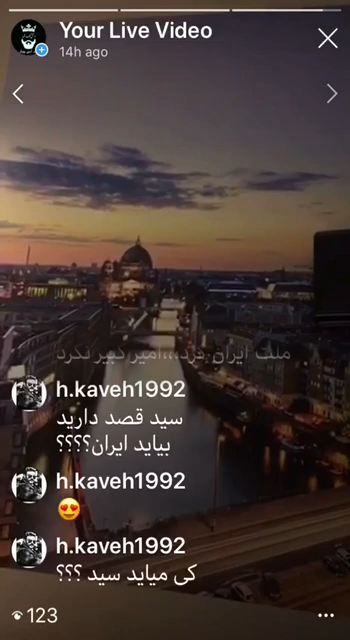 Your Live Video
14h ago
ملت ایران درد،،،امیر کبیر نکرد
h.kaveh1992
سید قصد دارید
بیاید ایران؟؟؟؟
h.kaveh1992
😍
h.kaveh1992
کی میاید سید ؟؟؟
123